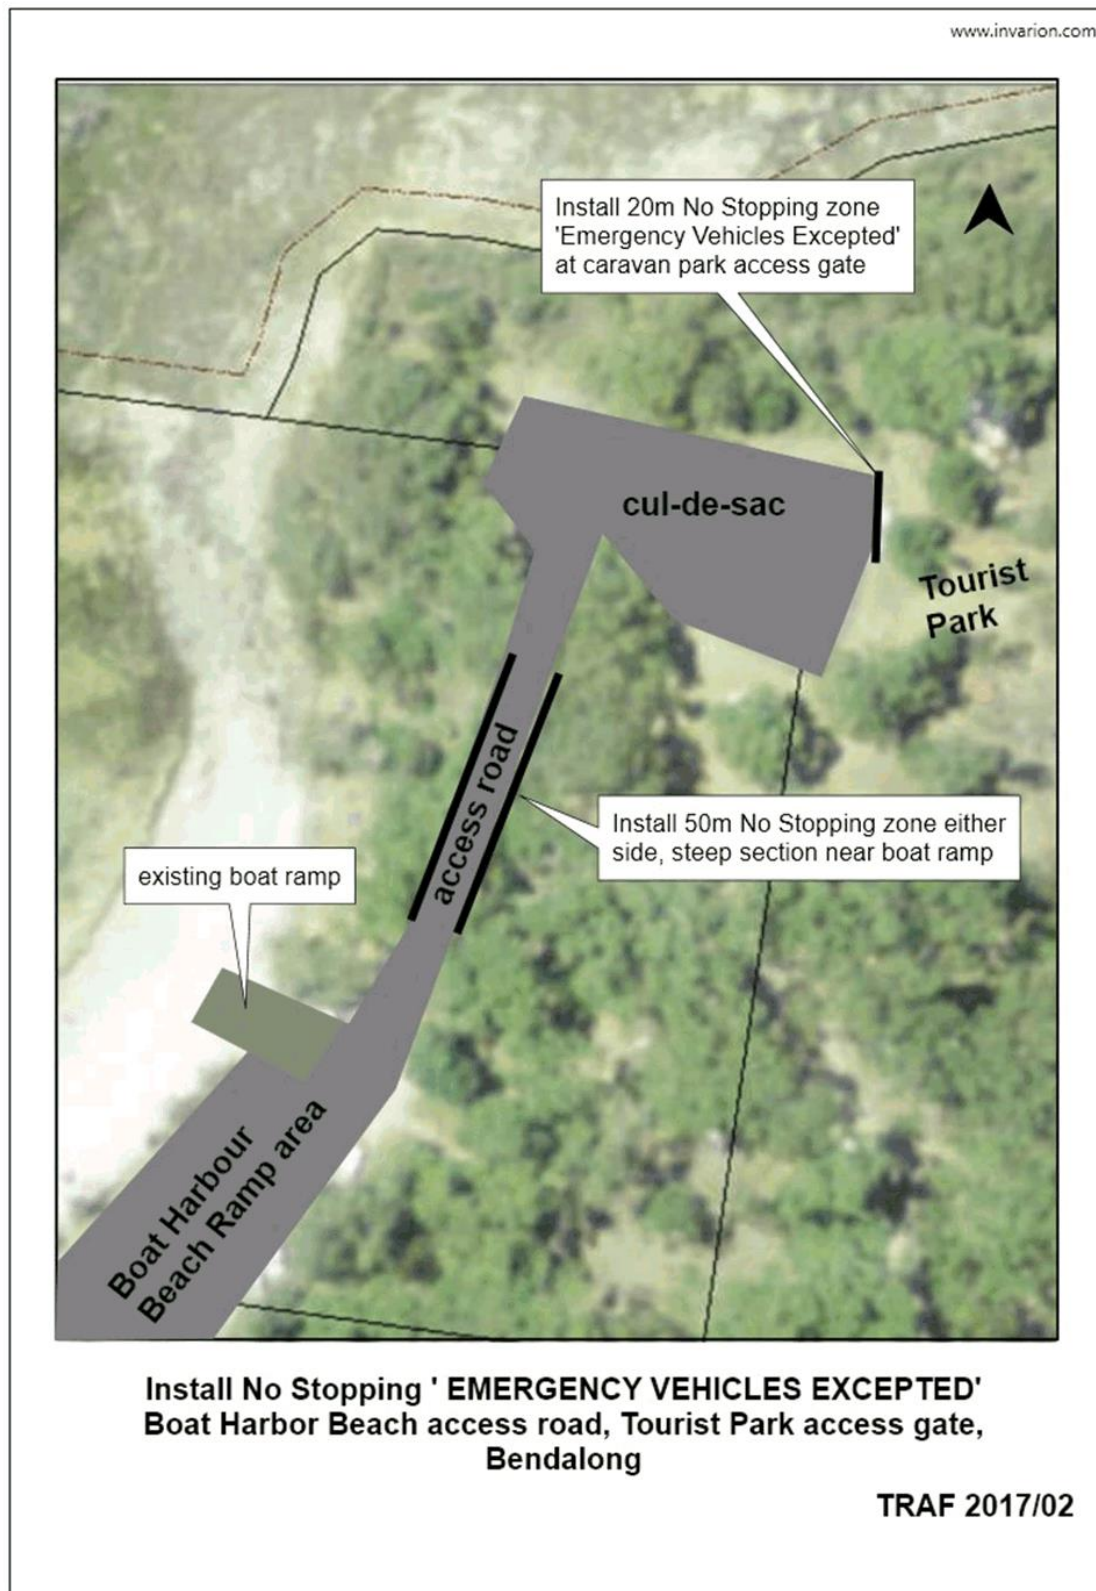 www.invarion.com
Install 20m No Stopping zone
'Emergency Vehicles Excepted'
at caravan park access gate
cul-de-sac
Tourist
Park
access road
Install 50m No Stopping zone either
side, steep section near boat ramp
existing boat ramp
Boat Harbour
Beach Ramp area
Install No Stopping ' EMERGENCY VEHICLES EXCEPTED'
Boat Harbor Beach access road, Tourist Park access gate,
Bendalong
TRAF 2017/02